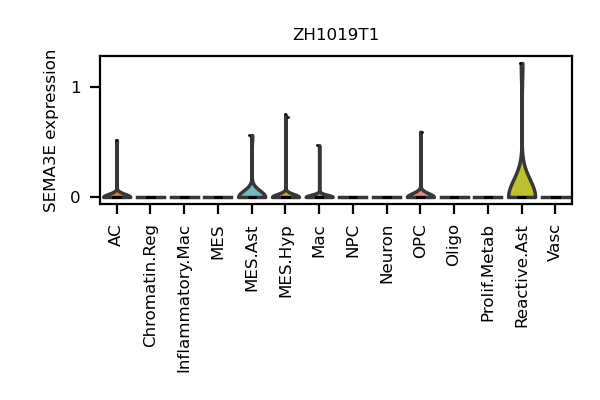 ZH1019T1
SEMA3E expression
1
0
AC
Chromatin.Reg
Inflammatory.Mac
MES
MES.Ast
MES.Hyp
Mac
NPC
Neuron
OPC
Oligo
Prolif.Metab
Reactive.Ast
Vasc